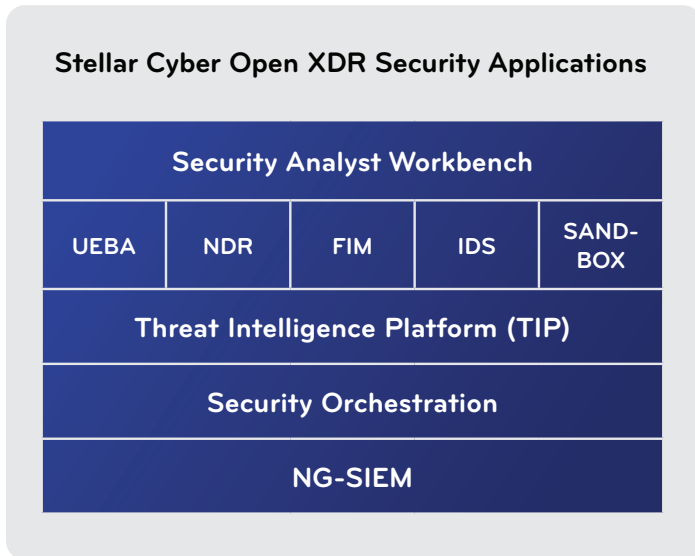 Stellar Cyber Open XDR Security Applications
Security Analyst Workbench
UEBA
NDR
FIM
IDS
SAND-
BOX
Threat Intelligence Platform (TIP)
Security Orchestration
NG-SIEM